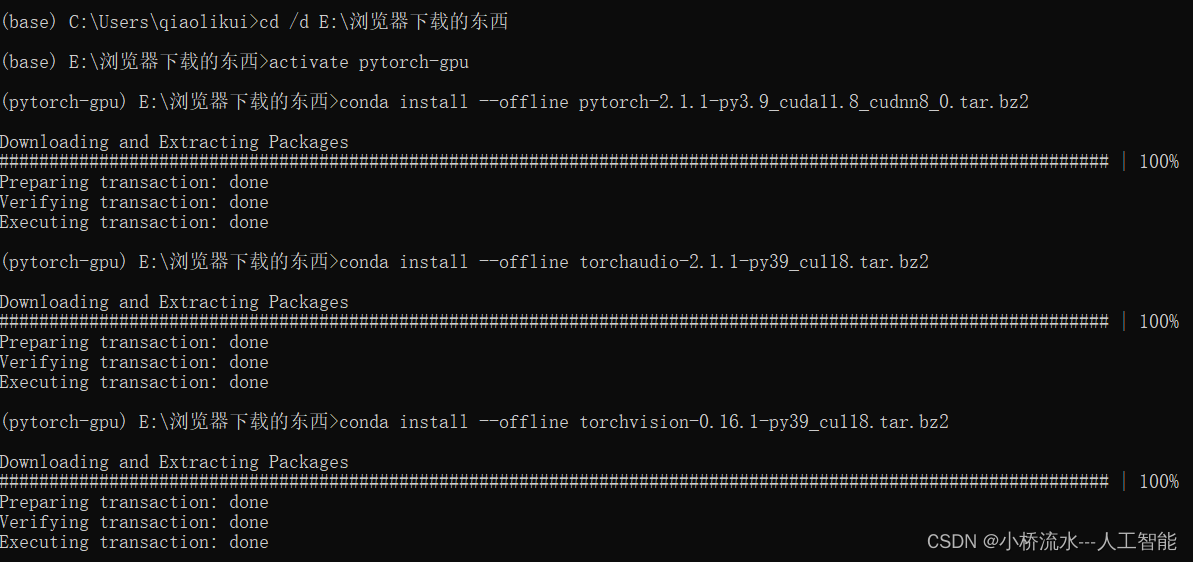 (base) C:\Users\qiaolikui>cd /d E:\浏览器下载的东西
(base) E:\浏览器下载的东西>activate pytorch-gpu
(pytorch-gpu) E:\浏览器下载的东西>conda install --offline pytorch-2.1.1-py3.9_cuda11.8_cudnn8_0.tar.bz2
Downloading and Extracting Packages
############################################################################################################### | 100%
Preparing transaction: done
Verifying transaction: done
Executing transaction: done
(pytorch-gpu) E:\浏览器下载的东西>conda install --offline torchaudio-2.1.1-py39_cu118.tar.bz2
Downloading and Extracting Packages
############################################################################################################### | 100%
Preparing transaction: done
Verifying transaction: done
Executing transaction: done
(pytorch-gpu) E:\浏览器下载的东西>conda install --offline torchvision-0.16.1-py39_cu118.tar.bz2
Downloading and Extracting Packages
############################################################################################################### | 100%
Preparing transaction: done
Verifying transaction: done
Executing transaction: done
CSDN @小桥流水---人工智能